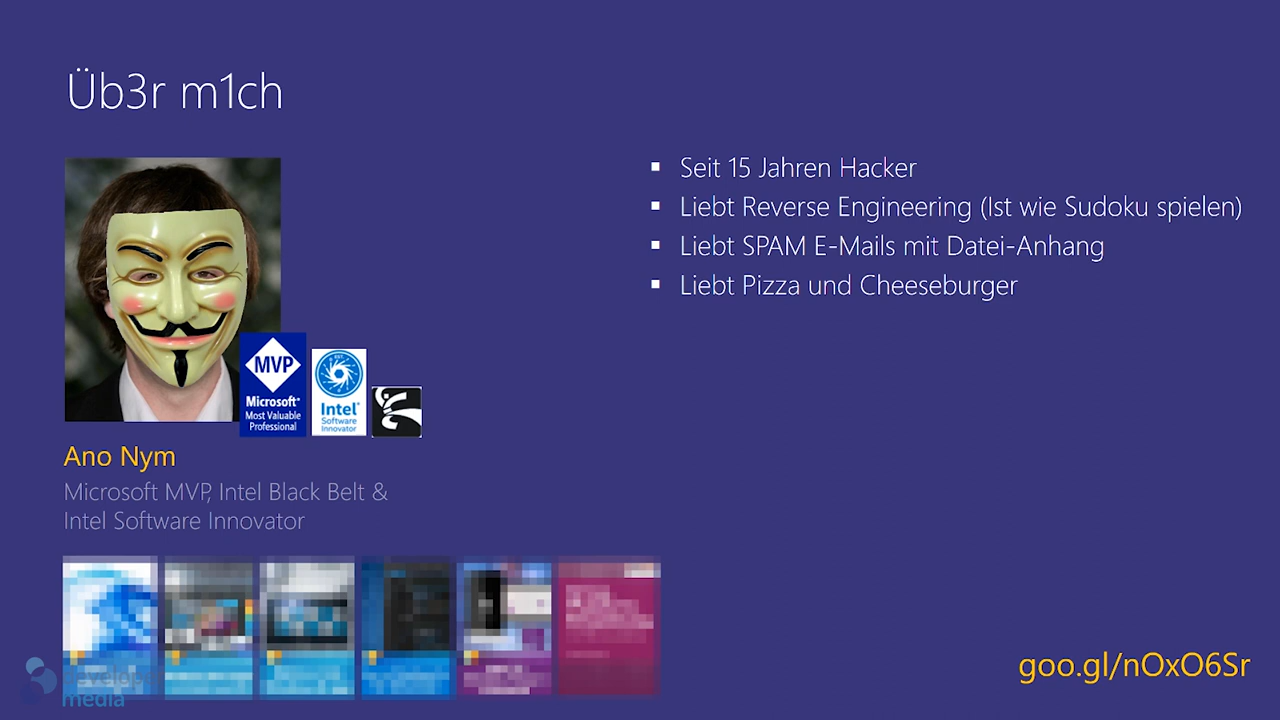 Üb3r m1ch
Seit 15 Jahren Hacker
Liebt Reverse Engineering (Ist wie Sudoku spielen)
Liebt SPAM E-Mails mit Datei-Anhang
Liebt Pizza und Cheeseburger
MVP
Microsoft®
Most Valuable
Professional
Intel®
Software
Innovator
Ano Nym
Microsoft MVP, Intel Black Belt &
Intel Software Innovator
developer
media
goo.gl/nOxO6Sr